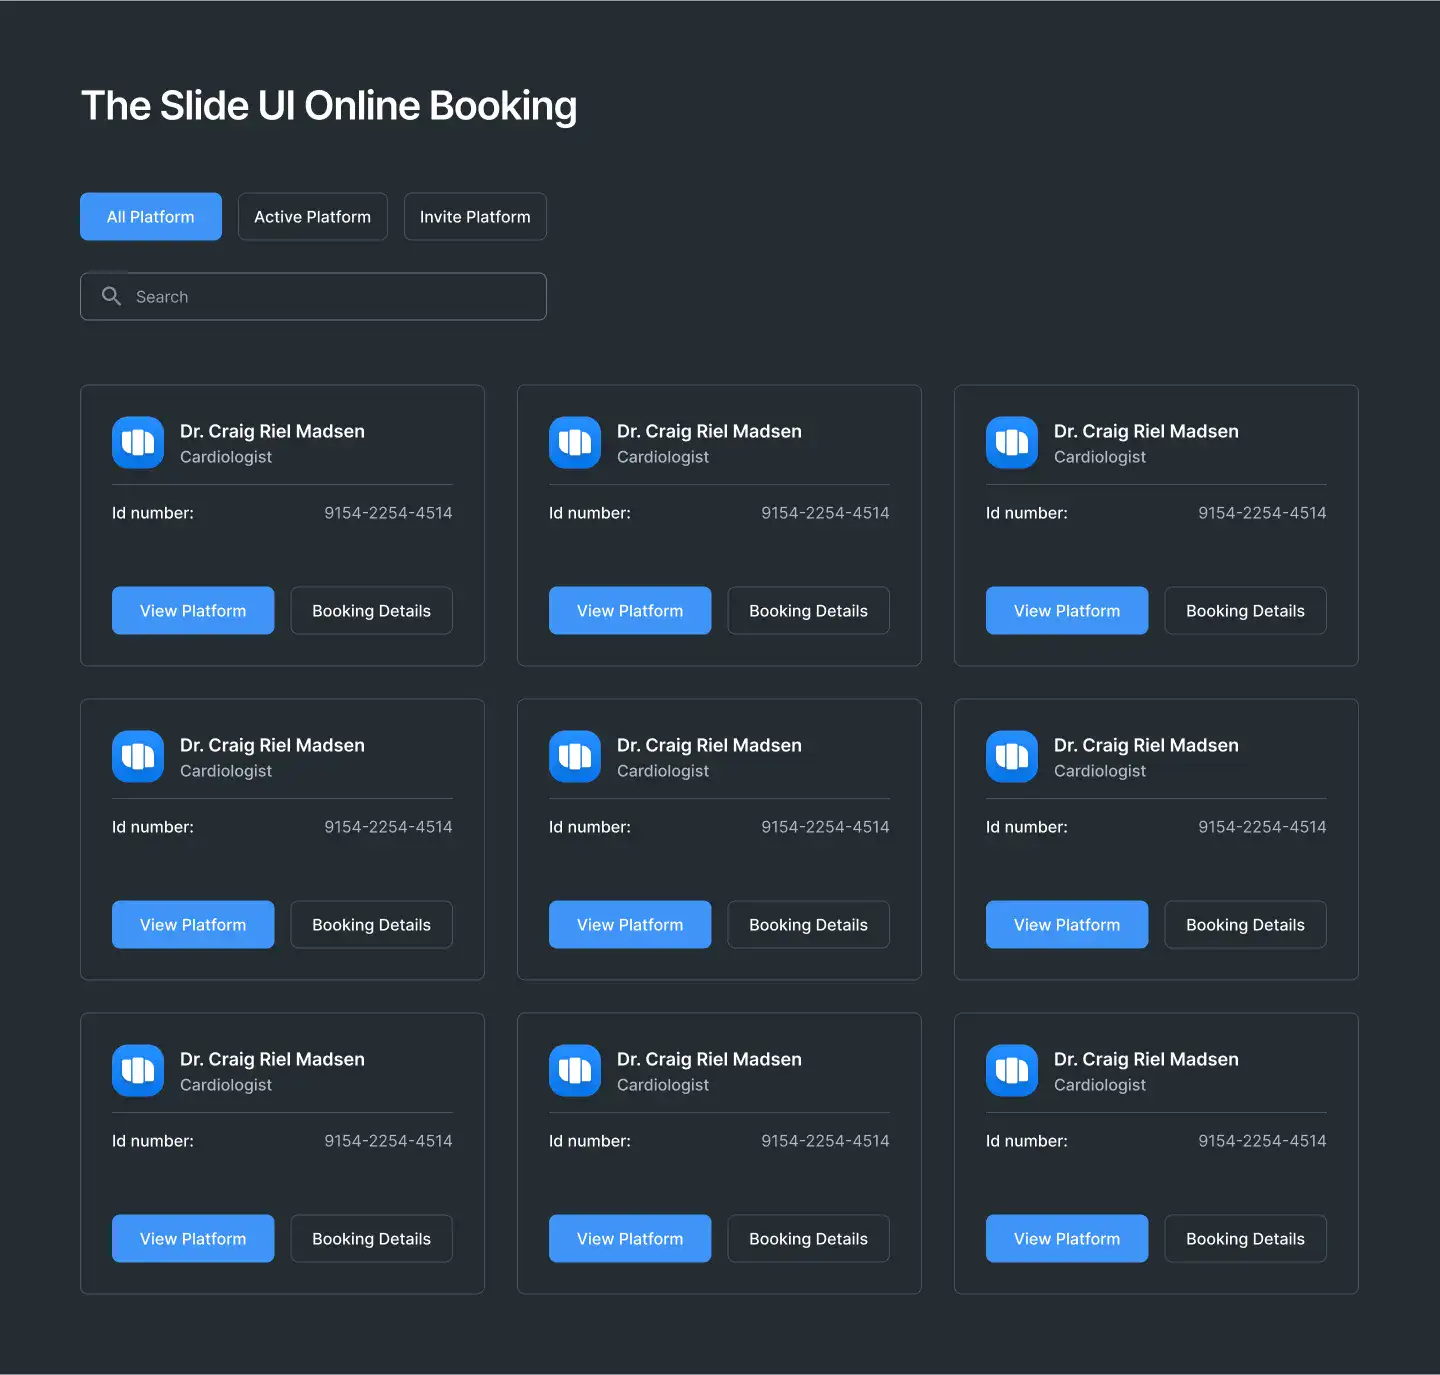 The Slide UI Online Booking
All Platform Active Platform Invite Platform
Search
Dr. Craig Riel Madsen
Cardiologist
Id number: 9154-2254-4514
View Platform Booking Details
Dr. Craig Riel Madsen
Cardiologist
Id number: 9154-2254-4514
View Platform Booking Details
Dr. Craig Riel Madsen
Cardiologist
Id number: 9154-2254-4514
View Platform Booking Details
Dr. Craig Riel Madsen
Cardiologist
Id number: 9154-2254-4514
View Platform Booking Details
Dr. Craig Riel Madsen
Cardiologist
Id number: 9154-2254-4514
View Platform Booking Details
Dr. Craig Riel Madsen
Cardiologist
Id number: 9154-2254-4514
View Platform Booking Details
Dr. Craig Riel Madsen
Cardiologist
Id number: 9154-2254-4514
View Platform Booking Details
Dr. Craig Riel Madsen
Cardiologist
Id number: 9154-2254-4514
View Platform Booking Details
Dr. Craig Riel Madsen
Cardiologist
Id number: 9154-2254-4514
View Platform Booking Details